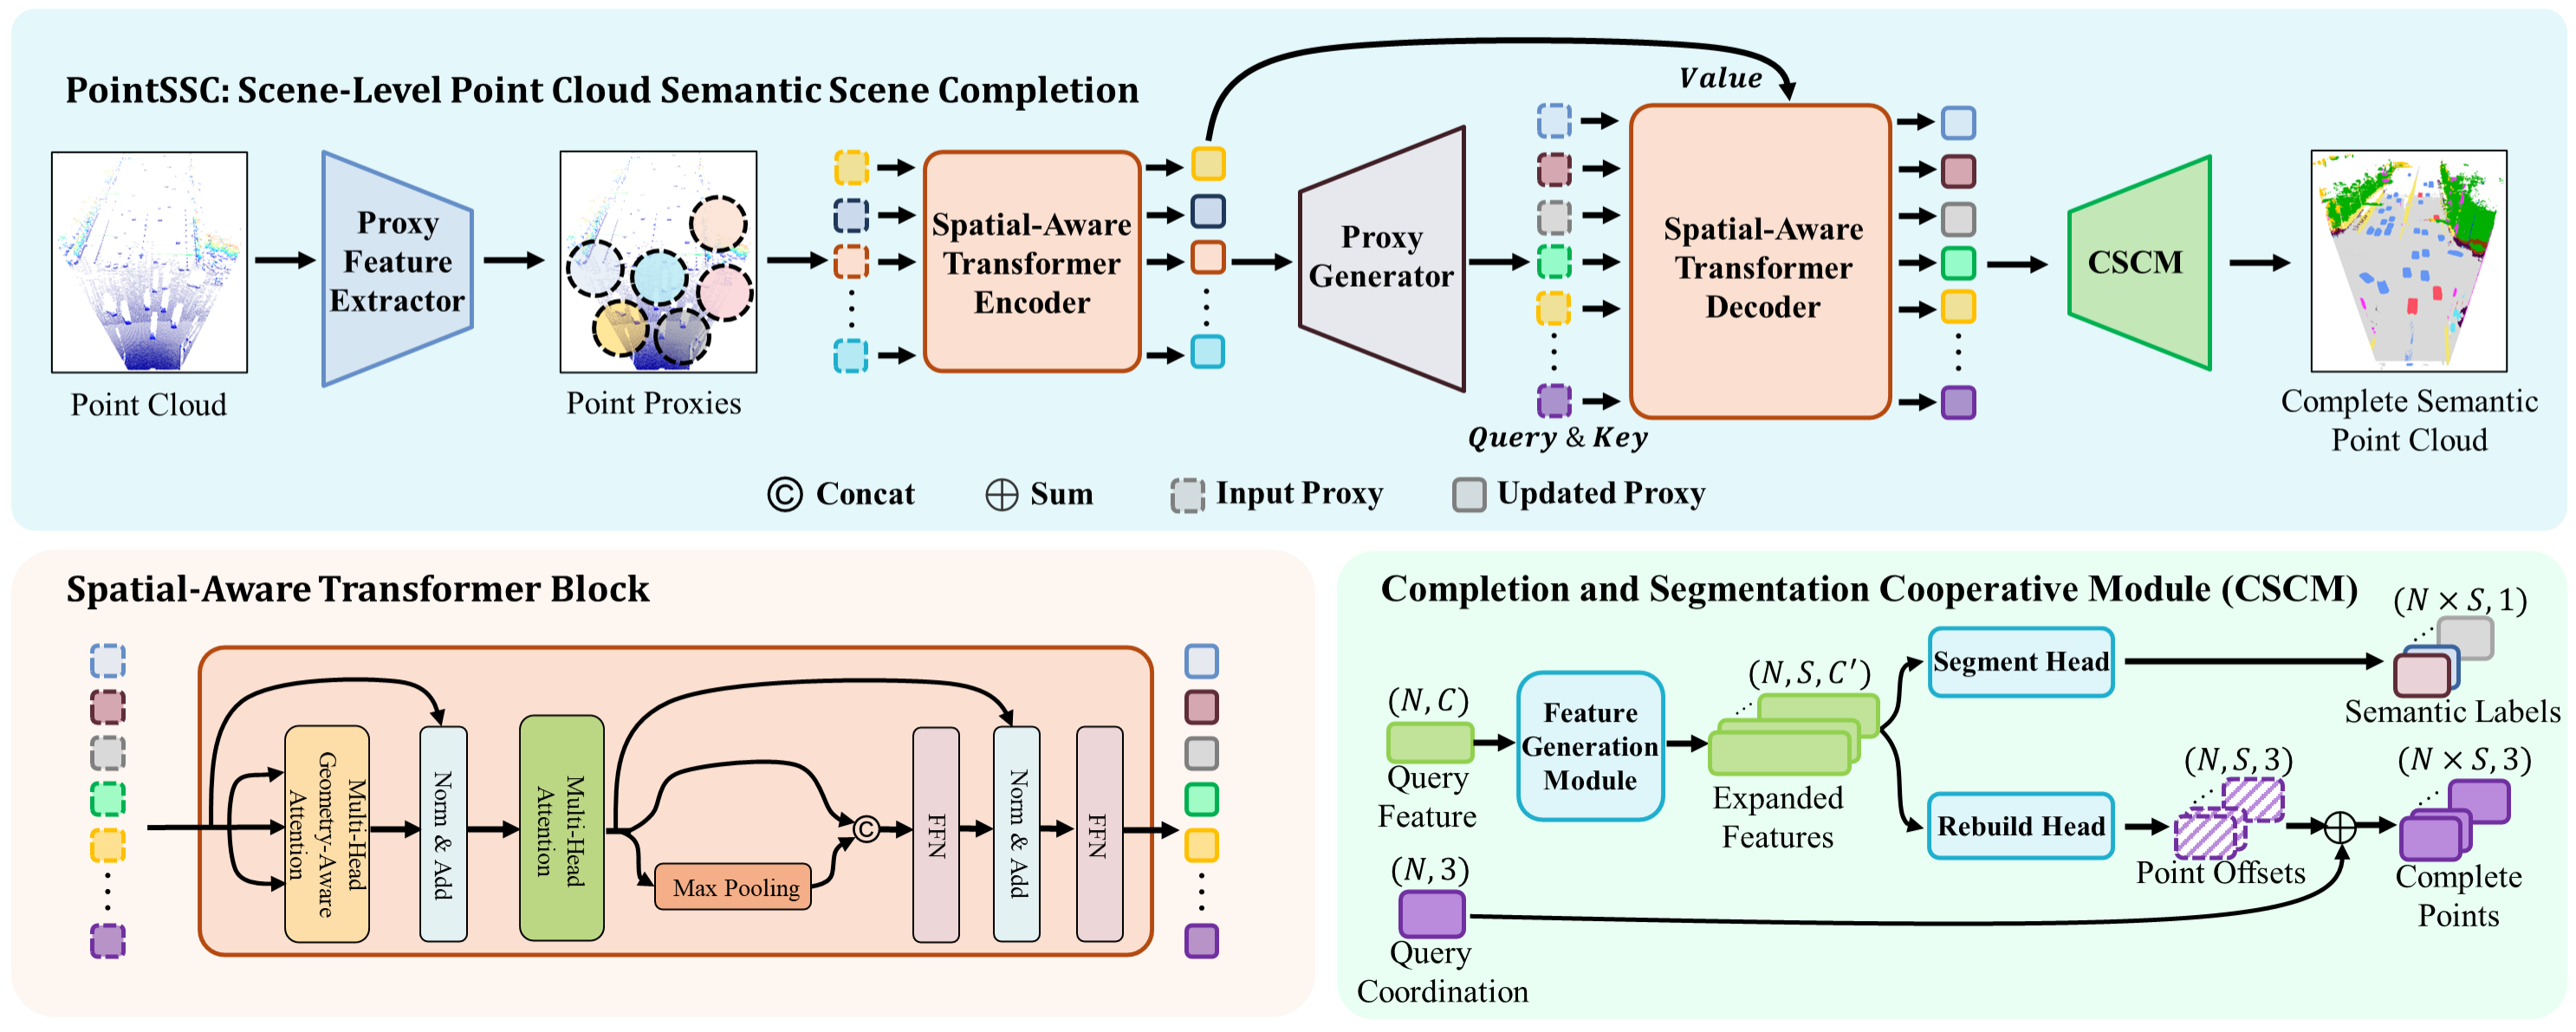 PointSSC: Scene-Level Point Cloud Semantic Scene Completion
Value
Proxy
Feature
Extractor
Spatial-Aware
Transformer
Encoder
Proxy
Generator
Spatial-Aware
Transformer
Decoder
CSCM
Point Cloud
Point Proxies
Query & Key
Complete Semantic
Point Cloud
C Concat
Sum
Input Proxy
Updated Proxy
Spatial-Aware Transformer Block
Multi-Head
Geometry-Aware
Attention
Norm & Add
Multi-Head
Attention
Max Pooling
C
FFN
Norm & Add
FFN
Completion and Segmentation Cooperative Module (CSCM)
(N, C)
Query
Feature
Feature
Generation
Module
(N, S, C′)
Expanded
Features
Segment Head
(N × S, 1)
Semantic Labels
Rebuild Head
(N, S, 3)
Point Offsets
(N × S, 3)
Complete
Points
(N, 3)
Query
Coordination